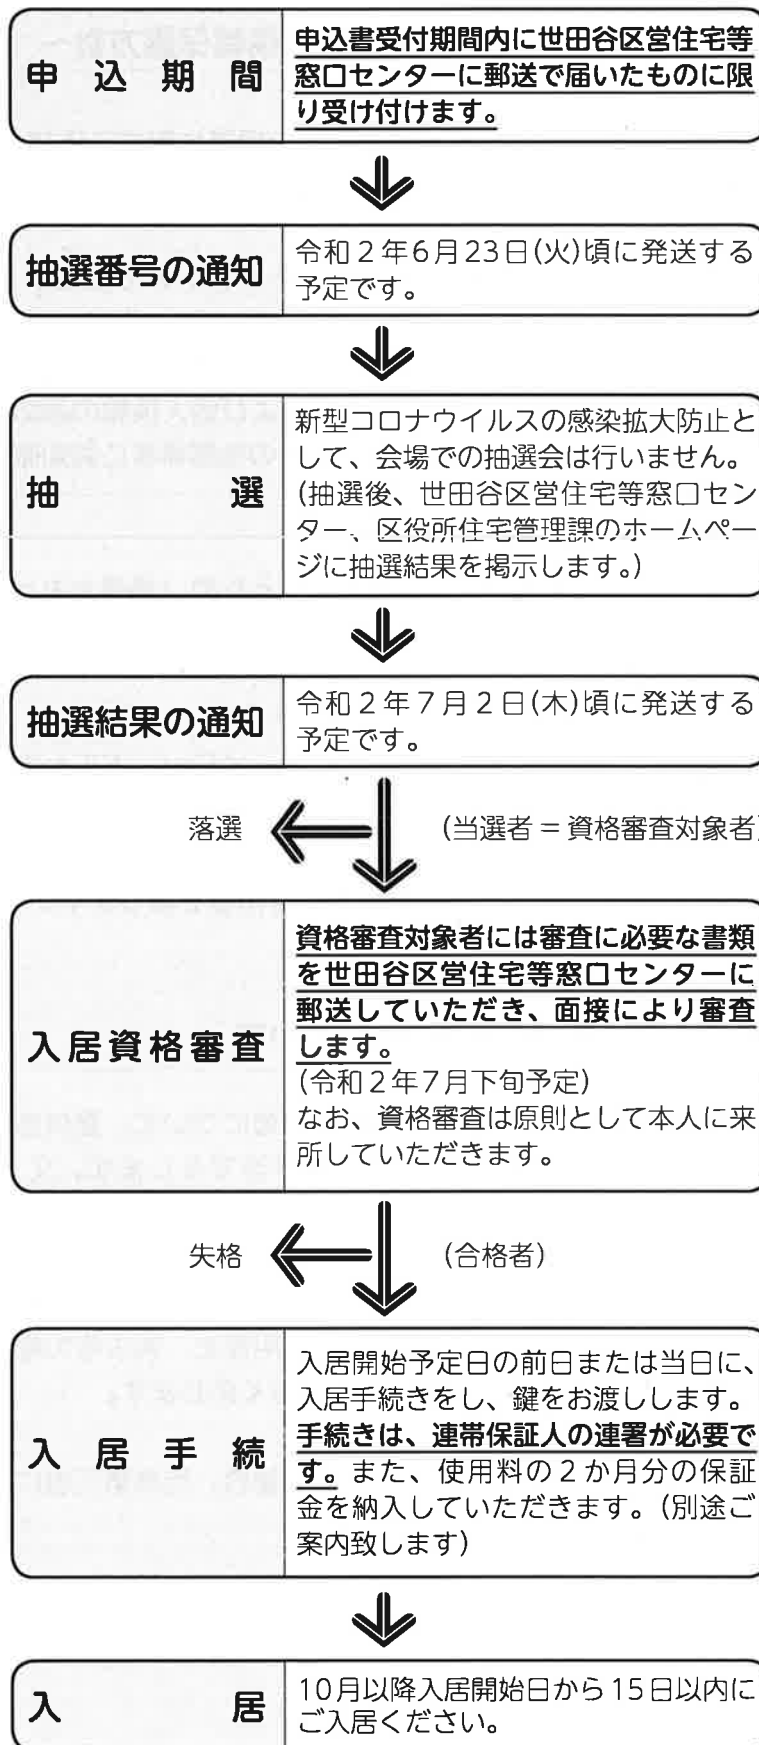 申込期間
申込書受付期間内に世田谷区営住宅等
窓口センターに郵送で届いたものに限
り受け付けます。
抽選番号の通知
令和2年6月23日(火)頃に発送する
予定です。
抽選
新型コロナウイルスの感染拡大防止と
して、会場での抽選会は行いません。
(抽選後、世田谷区営住宅等窓口セン
ター、区役所住宅管理課のホームペー
ジに抽選結果を掲示します。)
抽選結果の通知
令和2年7月2日(木)頃に発送する
予定です。
落選
(当選者=資格審査対象者)
入居資格審査
資格審査対象者には審査に必要な書類
を世田谷区営住宅等窓口センターに
郵送していただき、面接により審査
します。
(令和2年7月下旬予定)
なお、資格審査は原則として本人に来
所していただきます。
失格
(合格者)
入居手続
入居開始予定日の前日または当日に、
入居手続きをし、鍵をお渡しします。
手続きは、連帯保証人の連署が必要で
す。また、使用料の2か月分の保証
金を納入していただきます。(別途ご
案内致します)
入居
10月以降入居開始日から15日以内に
ご入居ください。